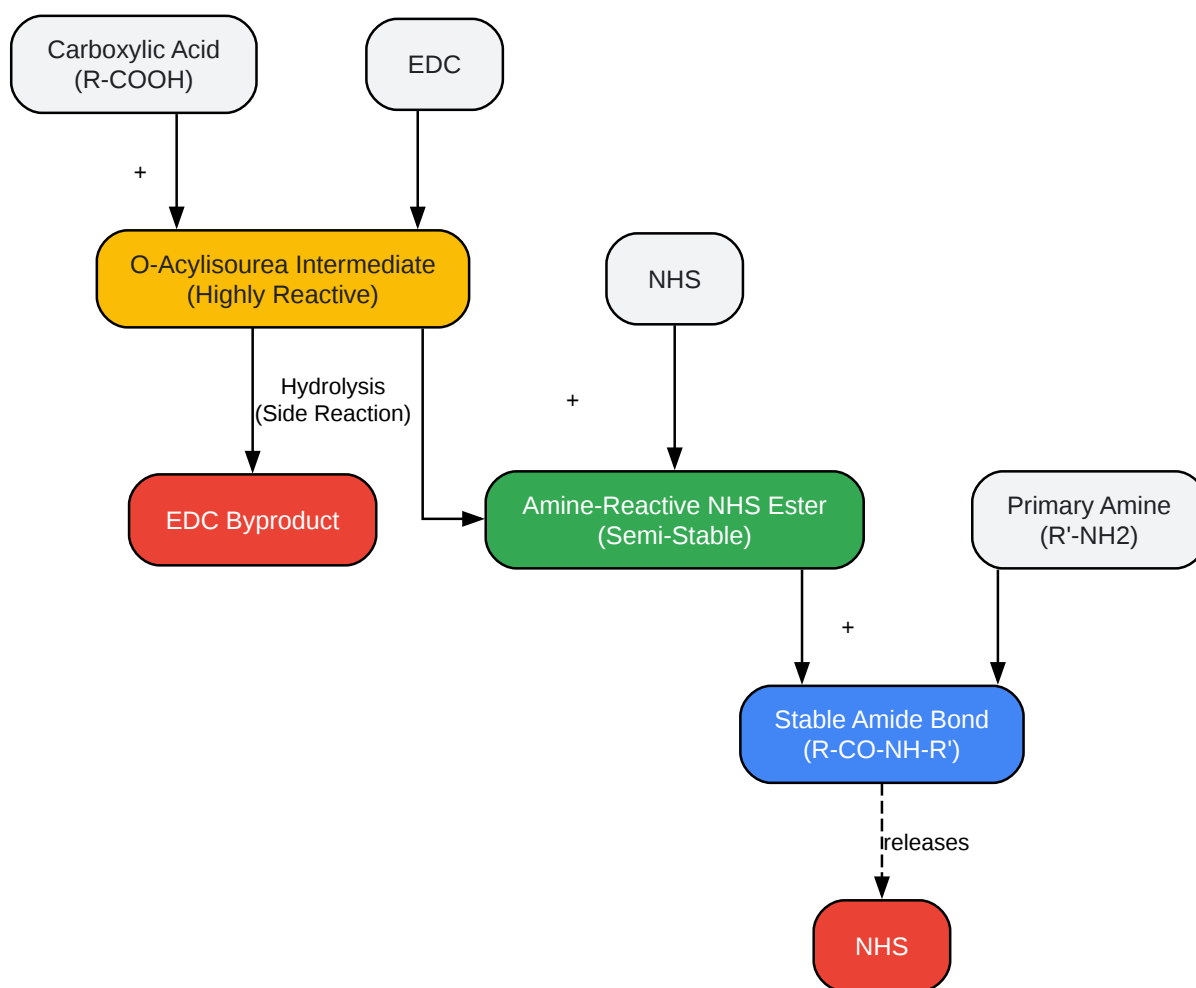 Carboxylic Acid
(R-COOH)
EDC
+
O-Acylisourea Intermediate
(Highly Reactive)
NHS
Hydrolysis
(Side Reaction)
+
EDC Byproduct
Amine-Reactive NHS Ester
(Semi-Stable)
Primary Amine
(R'-NH2)
+
Stable Amide Bond
(R-CO-NH-R')
releases
NHS